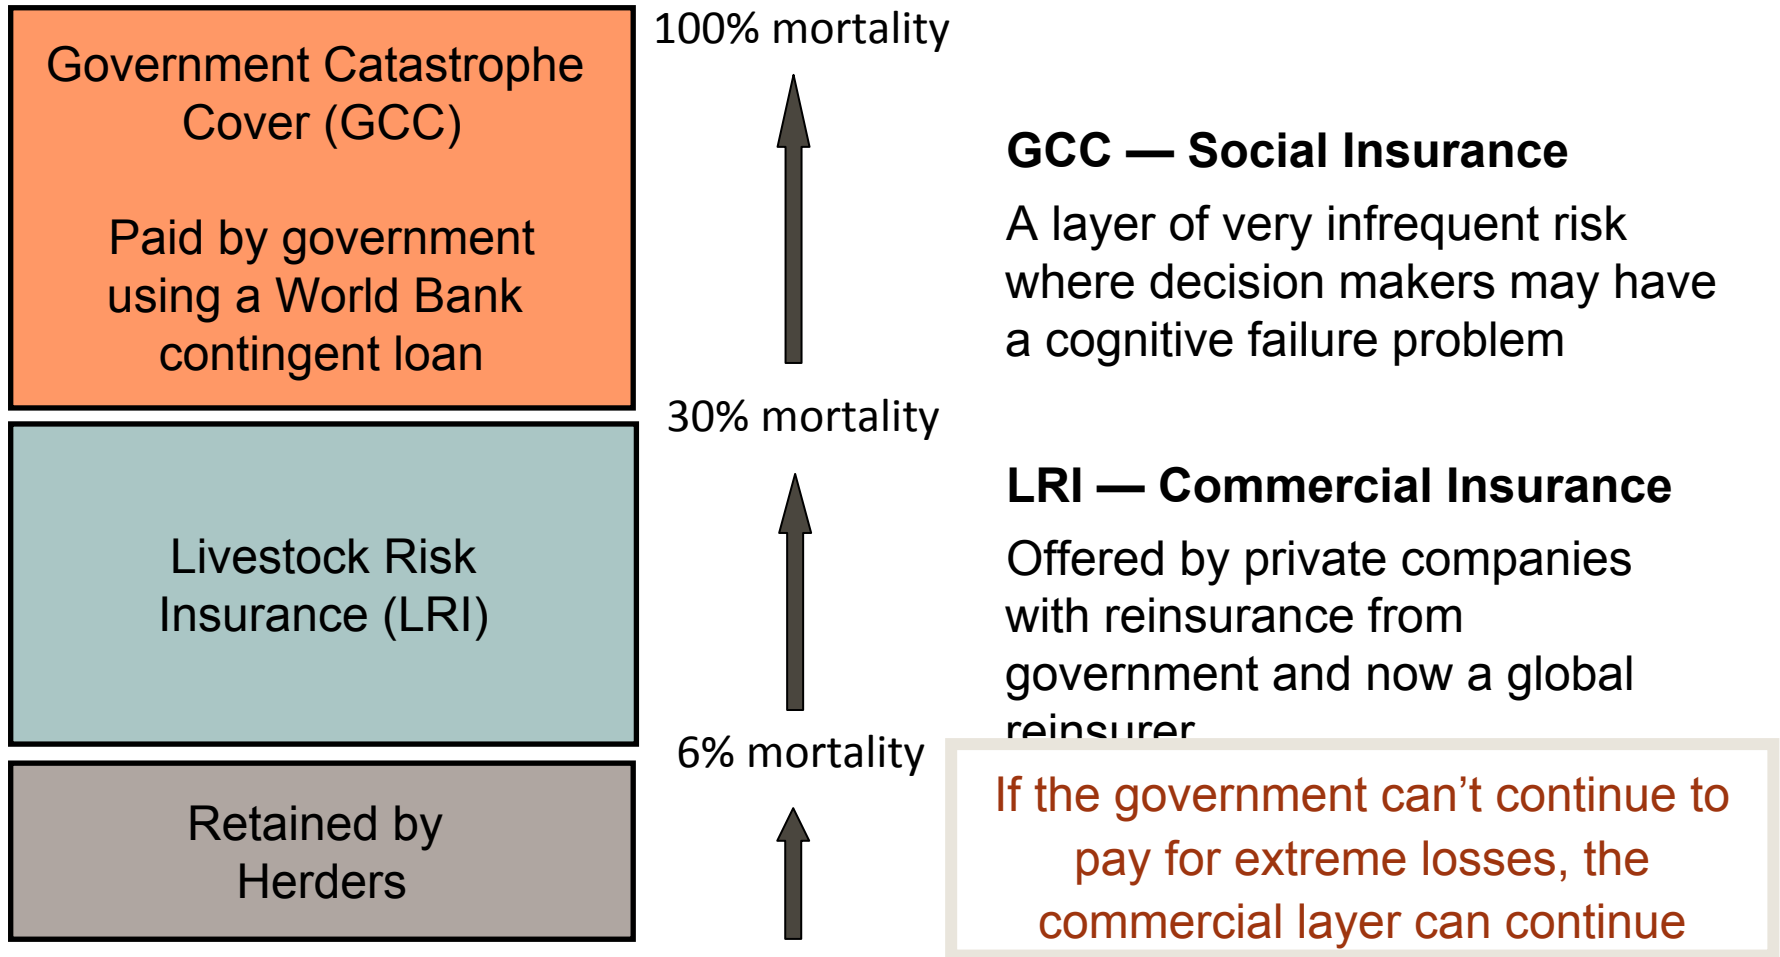 Government Catastrophe
Cover (GCC)
Paid by government
using a World Bank
contingent loan
100% mortality
30% mortality
GCC — Social Insurance
A layer of very infrequent risk
where decision makers may have
a cognitive failure problem
Livestock Risk
Insurance (LRI)
6% mortality
LRI — Commercial Insurance
Offered by private companies
with reinsurance from
government and now a global
reinsurer
Retained by
Herders
If the government can’t continue to
pay for extreme losses, the
commercial layer can continue